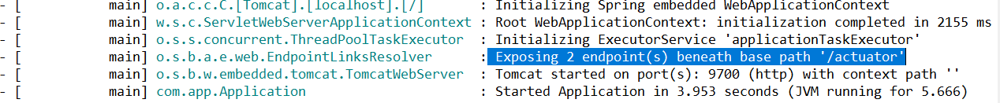 - [           main] o.a.c.c.C.[Tomcat].[localhost].[/]       : Initializing Spring embedded WebApplicationContext
- [           main] w.s.c.ServletWebServerApplicationContext : Root WebApplicationContext: initialization completed in 2155 ms
- [           main] o.s.s.concurrent.ThreadPoolTaskExecutor  : Initializing ExecutorService 'applicationTaskExecutor'
- [           main] o.s.b.a.e.web.EndpointLinksResolver      : Exposing 2 endpoint(s) beneath base path '/actuator'
- [           main] o.s.b.w.embedded.tomcat.TomcatWebServer  : Tomcat started on port(s): 9700 (http) with context path ''
- [           main] com.app.Application                      : Started Application in 3.953 seconds (JVM running for 5.666)